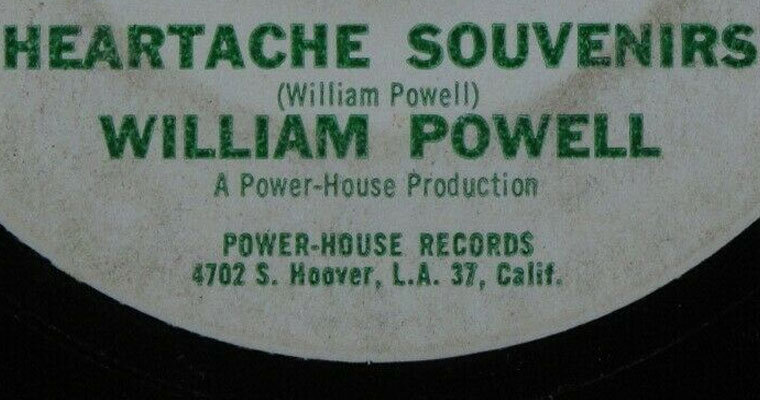 HEARTACHE SOUVENIRS
(William Powell)
WILLIAM POWELL
A Power-House Production
POWER-HOUSE RECORDS
4702 S. Hoover, L.A. 37, Calif.